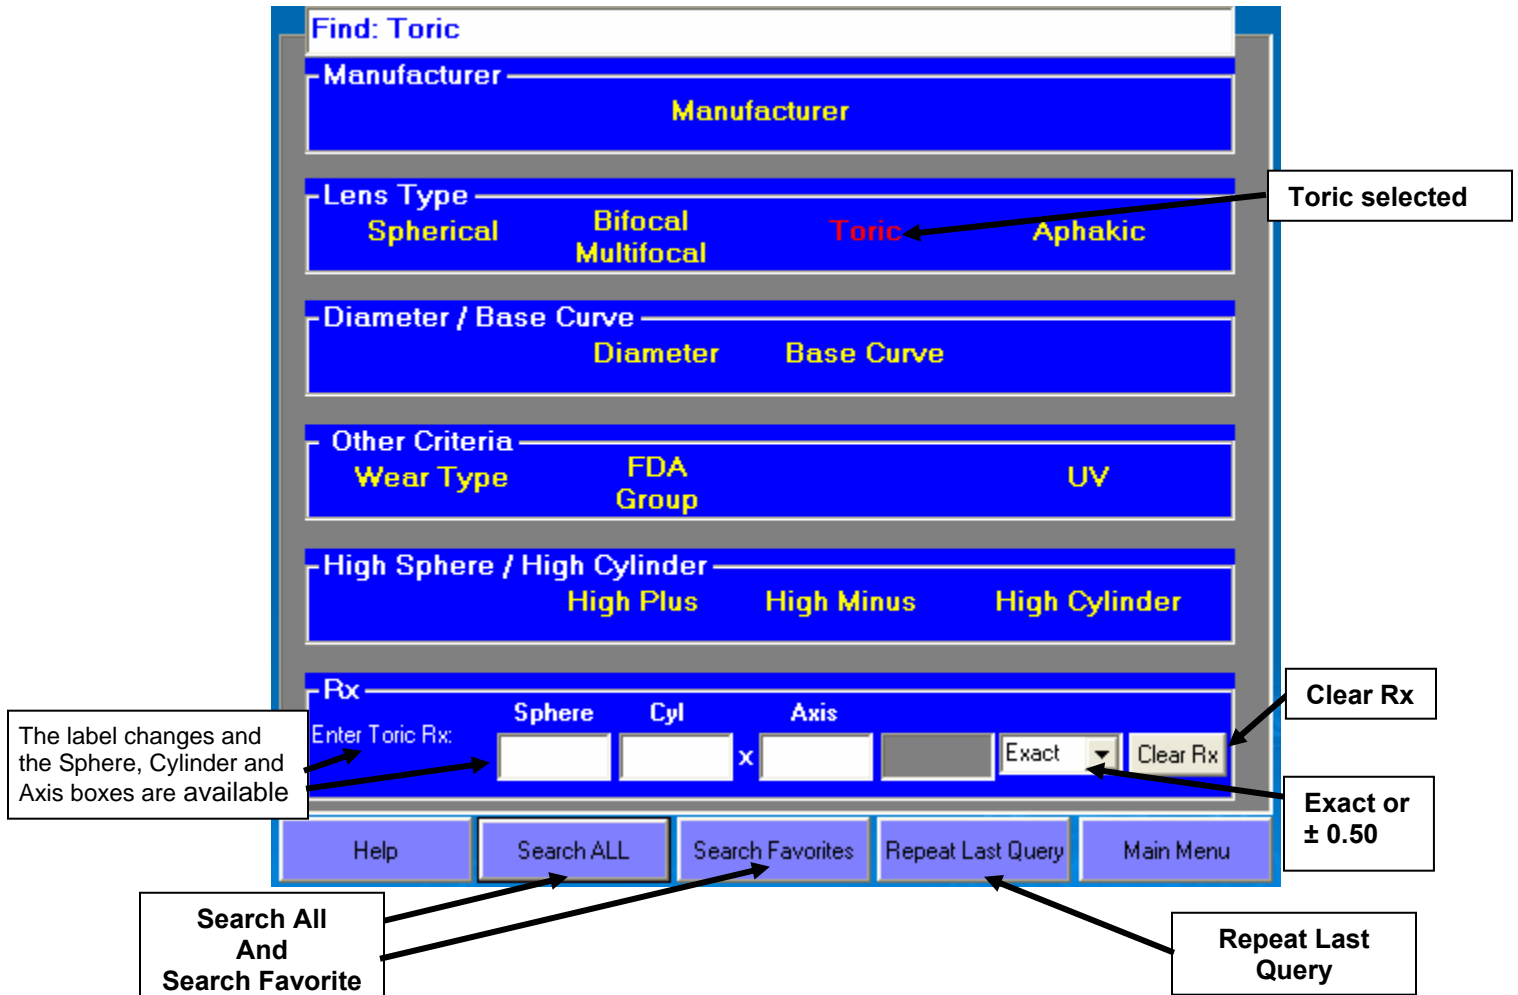 Find: Toric
Manufacturer
Manufacturer
Lens Type
Spherical
Bifocal
Multifocal
Toric
Aphakic
Toric selected
Diameter / Base Curve
Diameter
Base Curve
Other Criteria
Wear Type
FDA
Group
UV
High Sphere / High Cylinder
High Plus
High Minus
High Cylinder
Rx
Sphere
Cyl
Axis
Enter Toric Rx:
x
Exact
Clear Rx
Clear Rx
The label changes and
the Sphere, Cylinder and
Axis boxes are available
Exact or
± 0.50
Help
Search ALL
Search Favorites
Repeat Last Query
Main Menu
Search All
And
Search Favorite
Repeat Last
Query